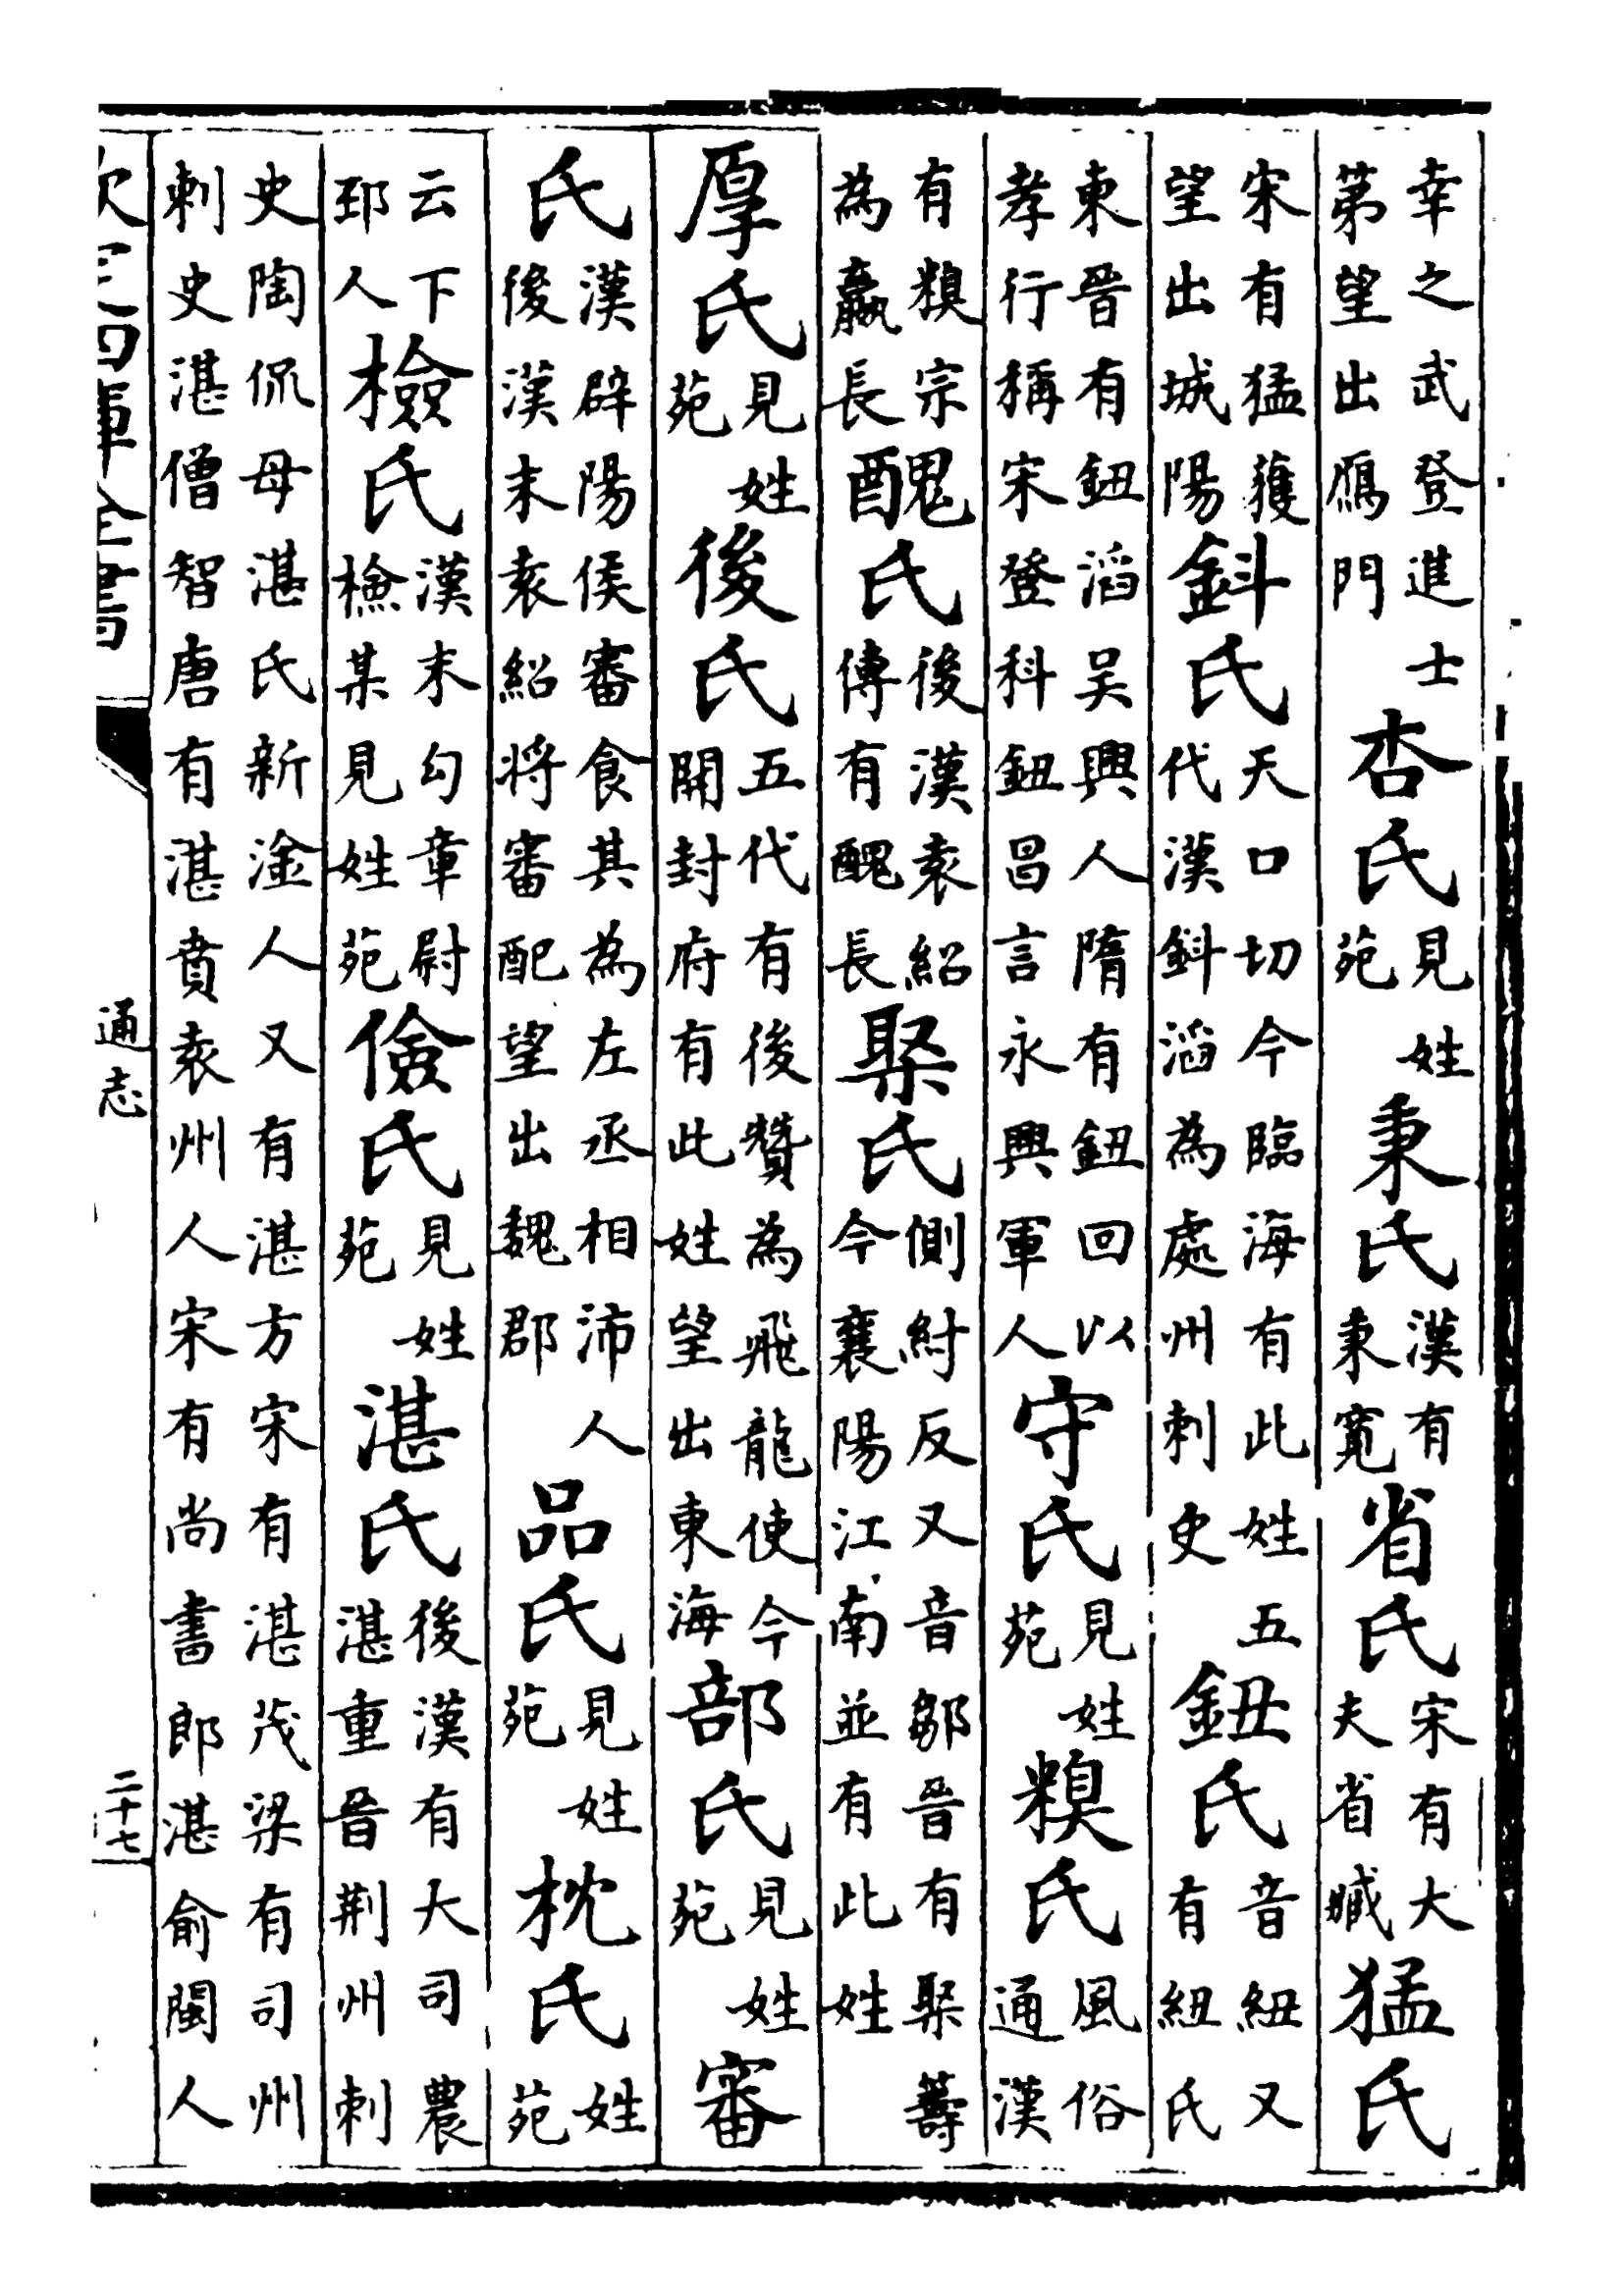 幸之武登進士第望出鴈門杏氏見姓苑秉氏漢有秉寬省氏宋有大夫省臧猛氏
宋有猛獲望出城陽鈄氏天口切今臨海有此姓五代漢鈄滔為處州刺史鈕氏音紐又有紐氏
東晉有鈕滔吳興人隋有鈕回以孝行稱宋登科鈕昌言永興軍人守氏見姓苑糗氏風俗通漢
有糗宗為嬴長醜氏後漢袁紹傳有醜長棸氏側紂反又音鄒晉有棸籌今襄陽江南並有此姓
厚氏見姓苑後氏五代有後贊為飛龍使今開封府有此姓望出東海部氏見姓苑審
氏漢辟陽侯審食其為左丞相沛人後漢末袁紹將審配望出魏郡品氏見姓苑枕氏姓苑
云下邳人檢氏漢末勾章尉檢某見姓苑儉氏見姓苑湛氏後漢有大司農湛重晉荆州刺
史陶侃母湛氏新淦人又有湛方宋有湛茂梁有司州刺史湛僧智唐有湛賁袁州人宋有尚書郎湛俞閩人
欽定四庫全書
通志
二十七